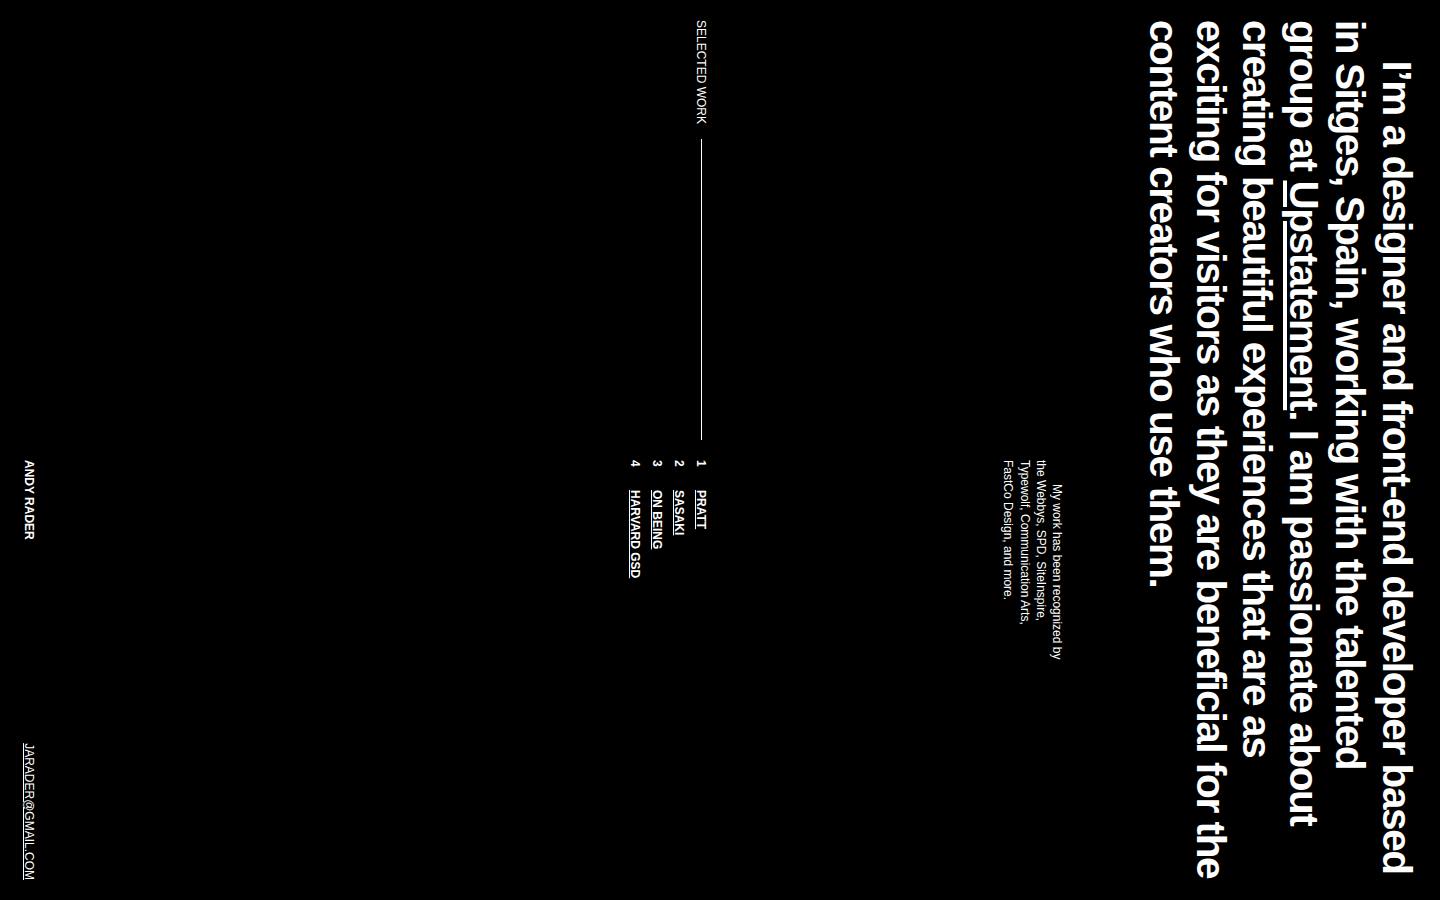 I’m a designer and front-end developer based
in Sitges, Spain, working with the talented
group at Upstatement. I am passionate about
creating beautiful experiences that are as
exciting for visitors as they are beneficial for the
content creators who use them.
My work has been recognized by
the Webbys, SPD, SiteInspire,
Typewolf, Communication Arts,
FastCo Design, and more.
SELECTED WORK
1 PRATT
2 SASAKI
3 ON BEING
4 HARVARD GSD
ANDY RADER
JARADER@GMAIL.COM